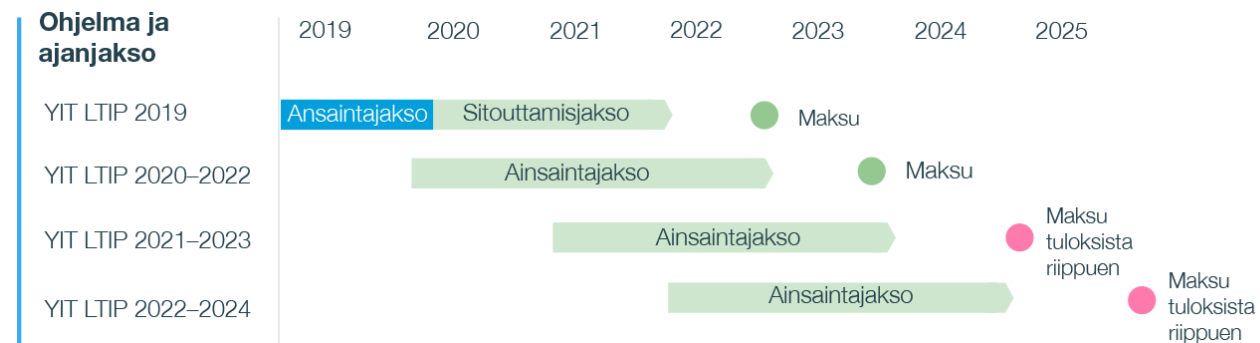 Ohjelma ja
ajanjakso
2019 2020 2021 2022 2023 2024 2025
YIT LTIP 2019 Ansaintajakso Sitouttamisjakso Maksu
YIT LTIP 2020–2022 Ainsaintajakso Maksu
YIT LTIP 2021–2023 Ainsaintajakso Maksu
tuloksista
riippuen
YIT LTIP 2022–2024 Ainsaintajakso Maksu
tuloksista
riippuen